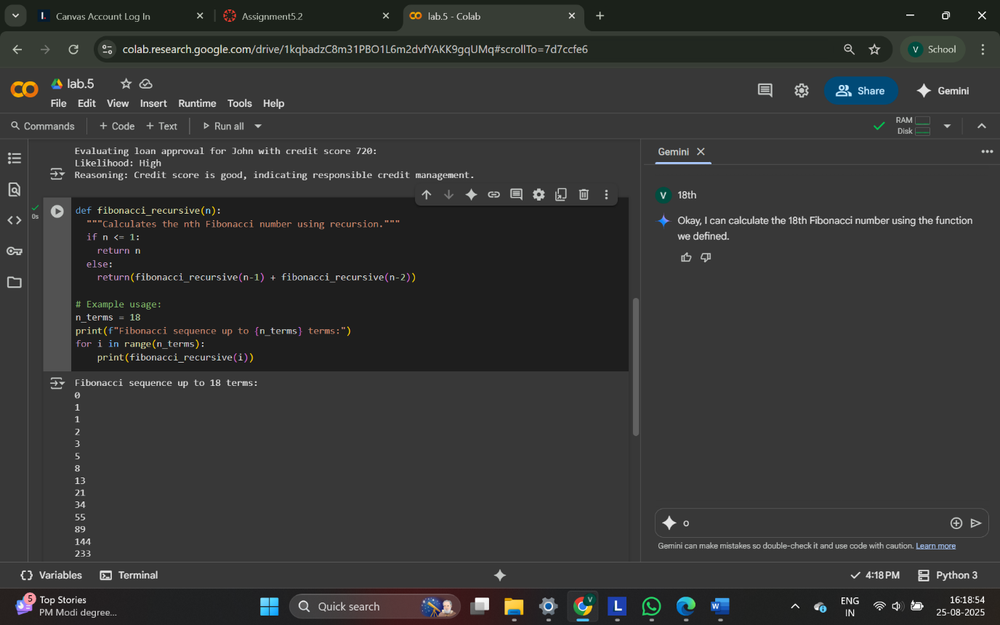 Canvas Account Log In
Assignment5.2
lab.5 - Colab
colab.research.google.com/drive/1kqbadzC8m31PBO1L6m2dvfYAKK9gqUMq#scrollTo=7d7ccfe6
V School
lab.5
File Edit View Insert Runtime Tools Help
Share
Gemini
Commands + Code + Text Run all
RAM
Disk
Evaluating loan approval for John with credit score 720:
Likelihood: High
Reasoning: Credit score is good, indicating responsible credit management.
0s
def fibonacci_recursive(n):
  """Calculates the nth Fibonacci number using recursion."""
  if n <= 1:
    return n
  else:
    return(fibonacci_recursive(n-1) + fibonacci_recursive(n-2))
# Example usage:
n_terms = 18
print(f"Fibonacci sequence up to {n_terms} terms:")
for i in range(n_terms):
    print(fibonacci_recursive(i))
Fibonacci sequence up to 18 terms:
0
1
1
2
3
5
8
13
21
34
55
89
144
233
Gemini
V 18th
Okay, I can calculate the 18th Fibonacci number using the function
we defined.
o
Gemini can make mistakes so double-check it and use code with caution. Learn more
Variables Terminal
4:18 PM Python 3
5
Top Stories
PM Modi degree...
Quick search
V
L
W
ENG
IN
16:18:54
25-08-2025